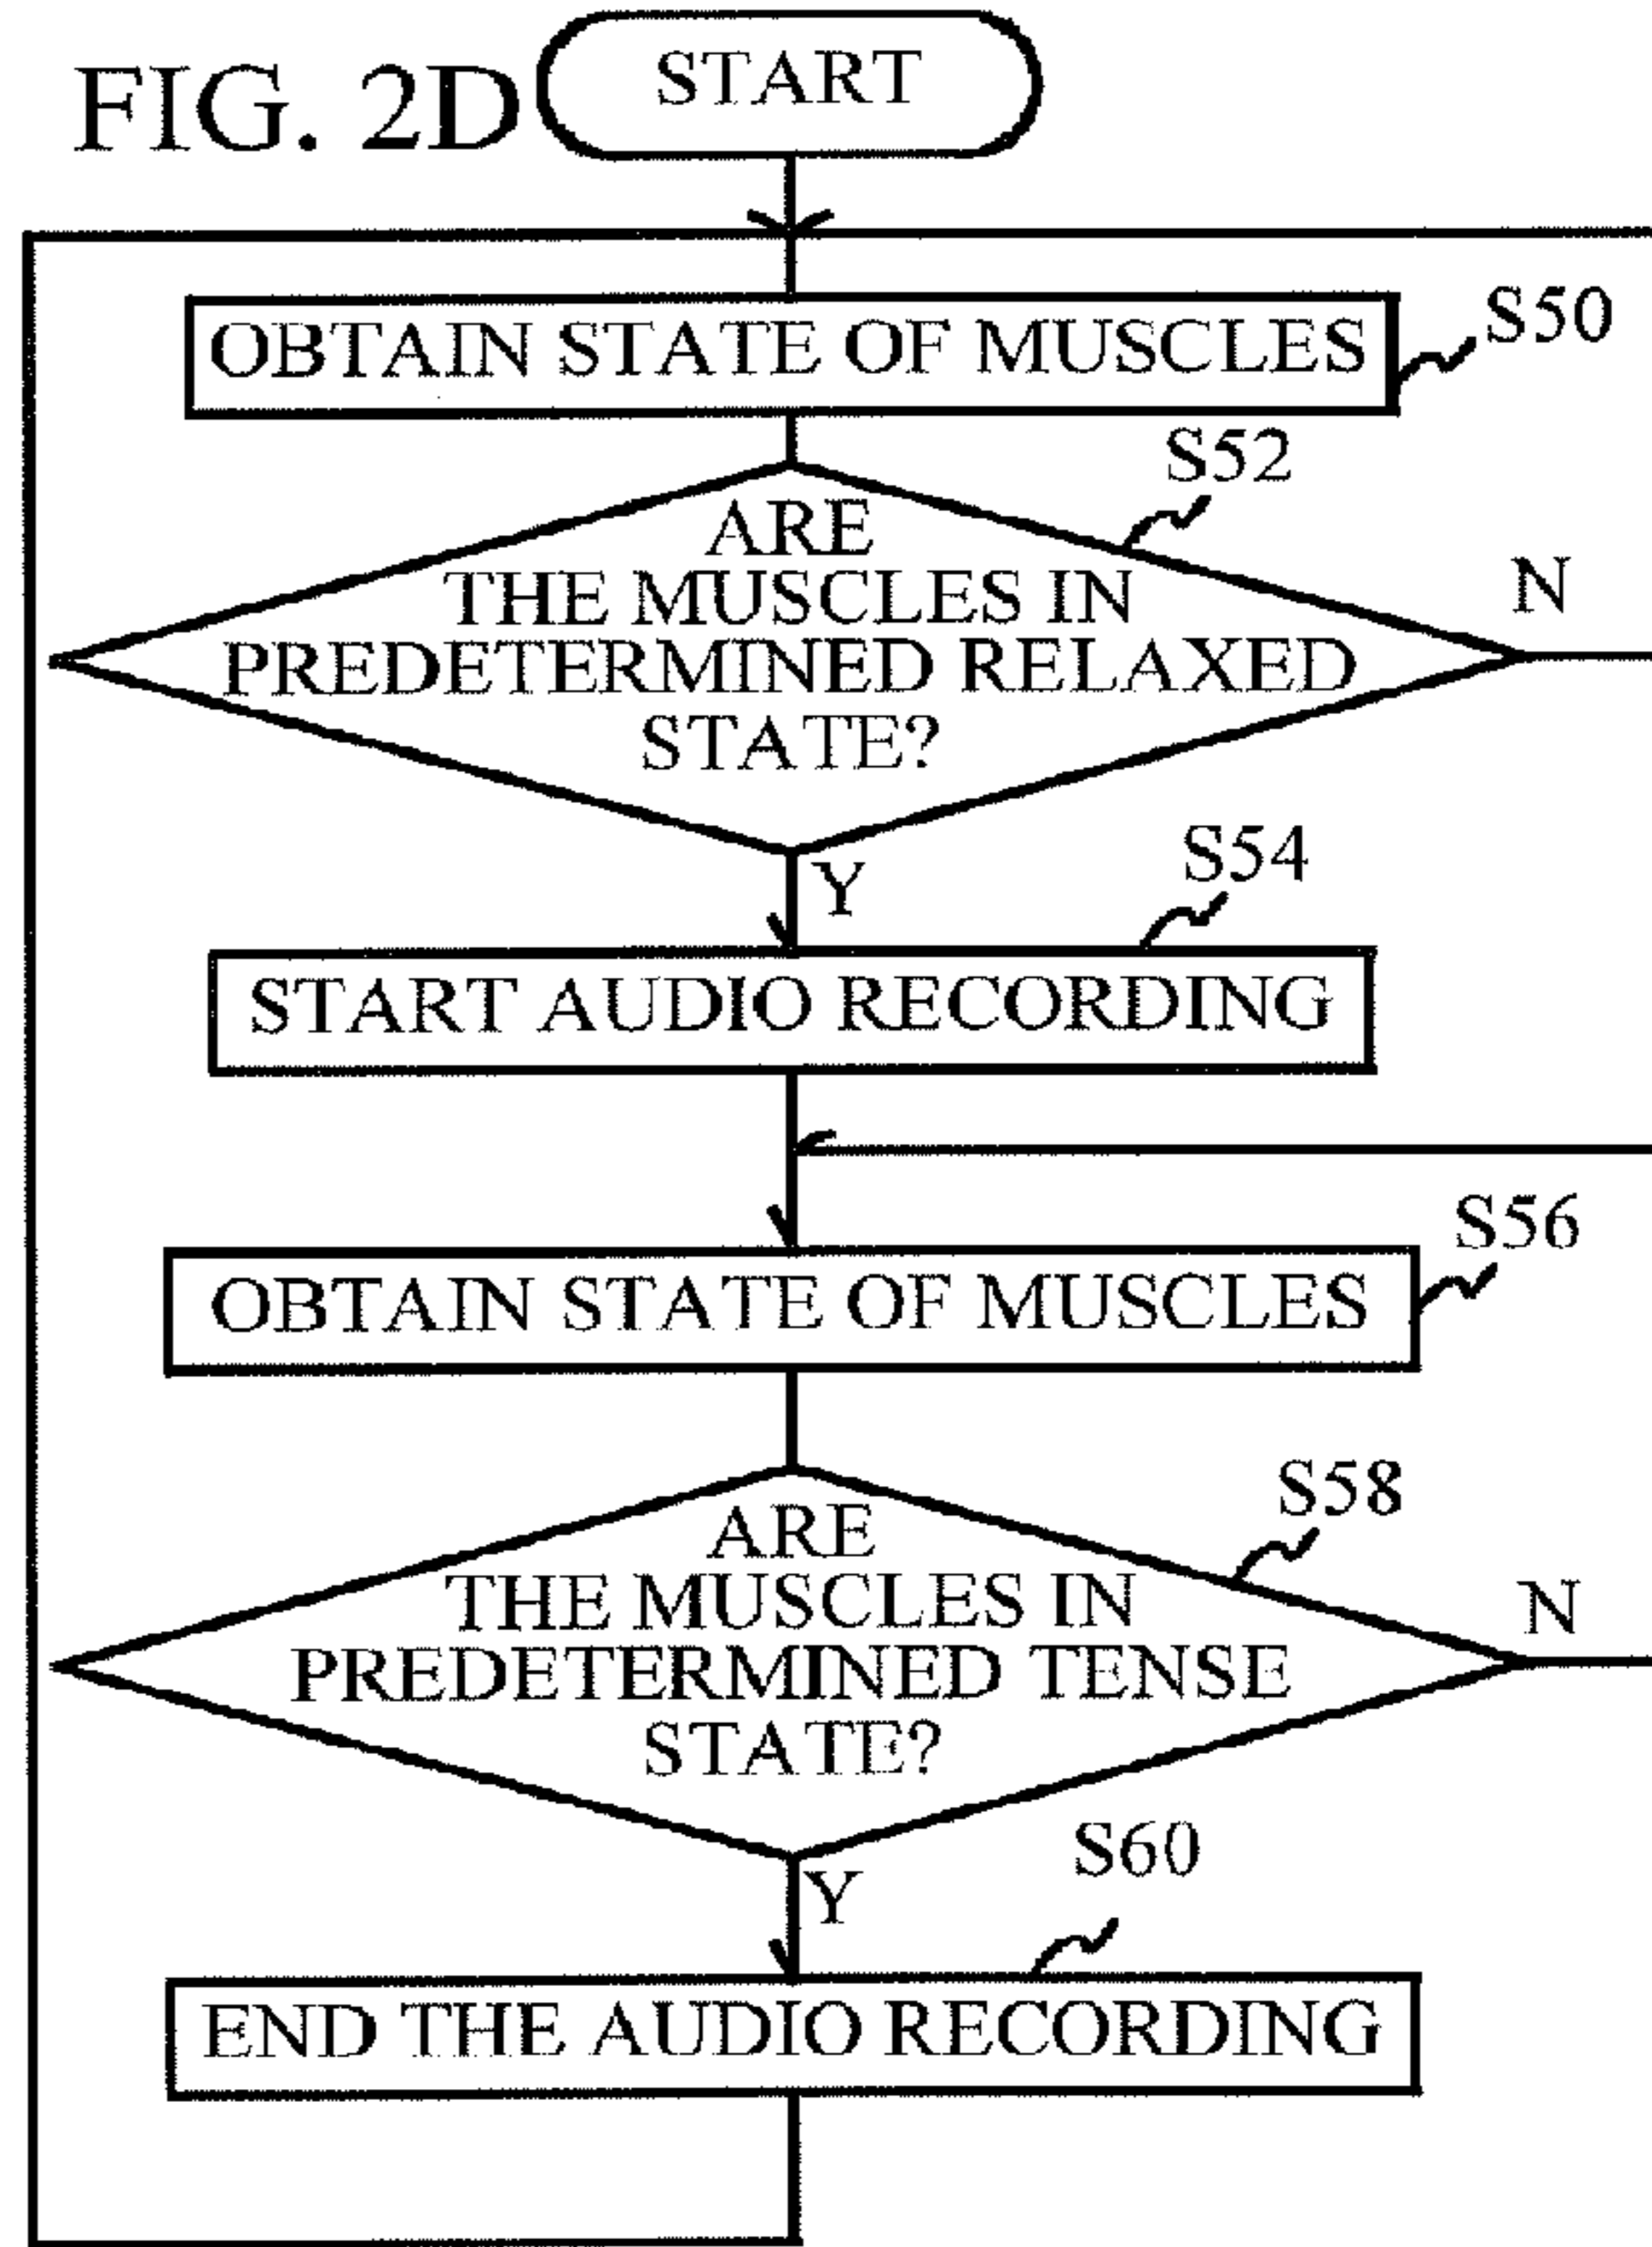 FIG. 2D
START
OBTAIN STATE OF MUSCLES
S50
S52
ARE
THE MUSCLES IN
PREDETERMINED RELAXED
STATE?
N
Y
S54
START AUDIO RECORDING
S56
OBTAIN STATE OF MUSCLES
S58
ARE
THE MUSCLES IN
PREDETERMINED TENSE
STATE?
N
Y
S60
END THE AUDIO RECORDING